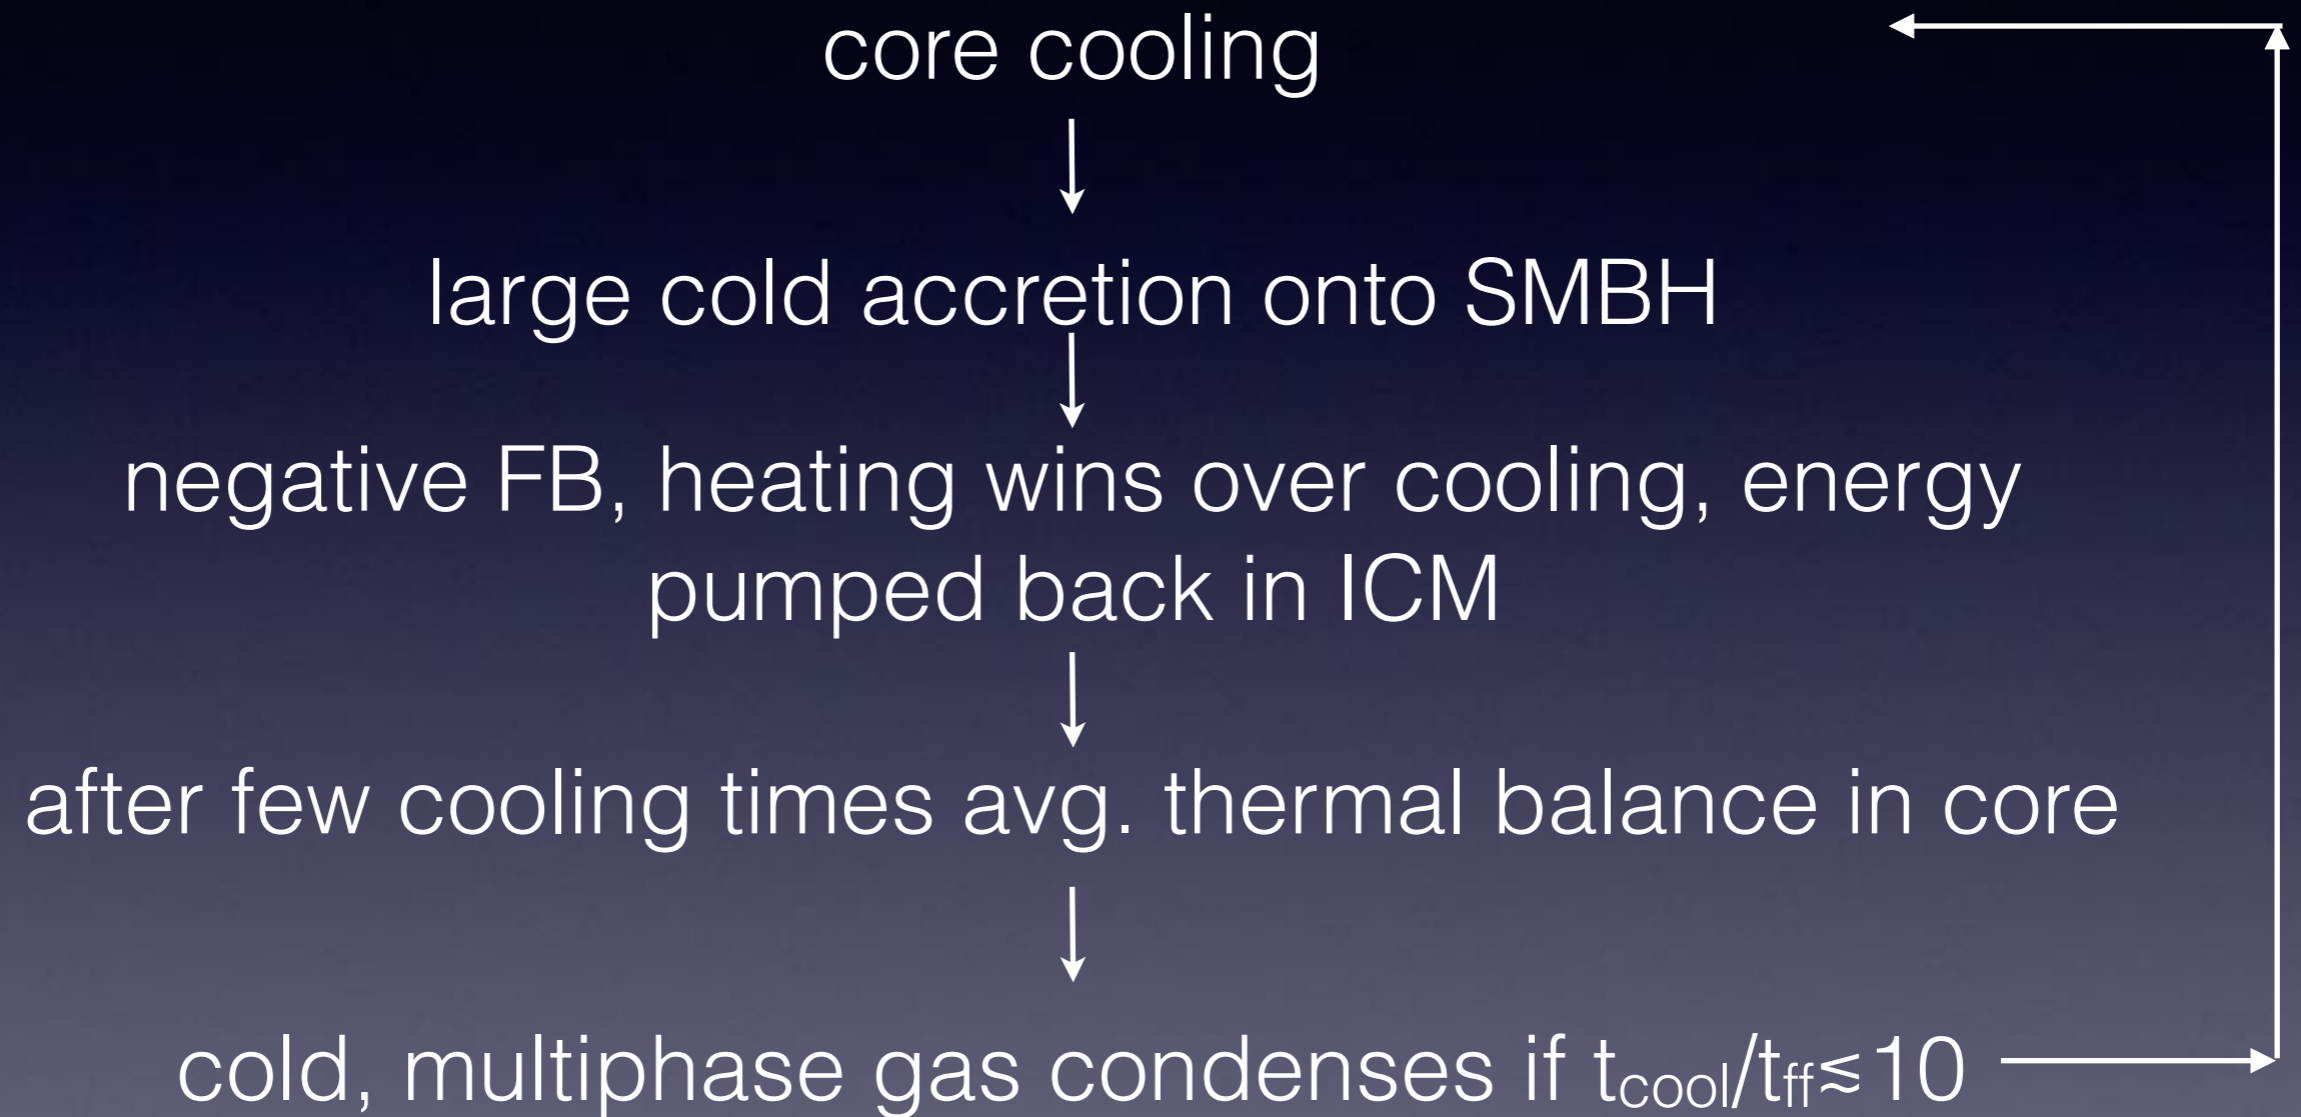 core cooling
large cold accretion onto SMBH
negative FB, heating wins over cooling, energy
pumped back in ICM
after few cooling times avg. thermal balance in core
cold, multiphase gas condenses if tcool/tff≲10